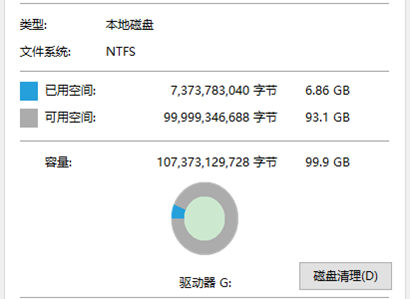 类型: 本地磁盘
文件系统: NTFS
已用空间: 7,373,783,040 字节 6.86 GB
可用空间: 99,999,346,688 字节 93.1 GB
容量: 107,373,129,728 字节 99.9 GB
驱动器 G:
磁盘清理(D)